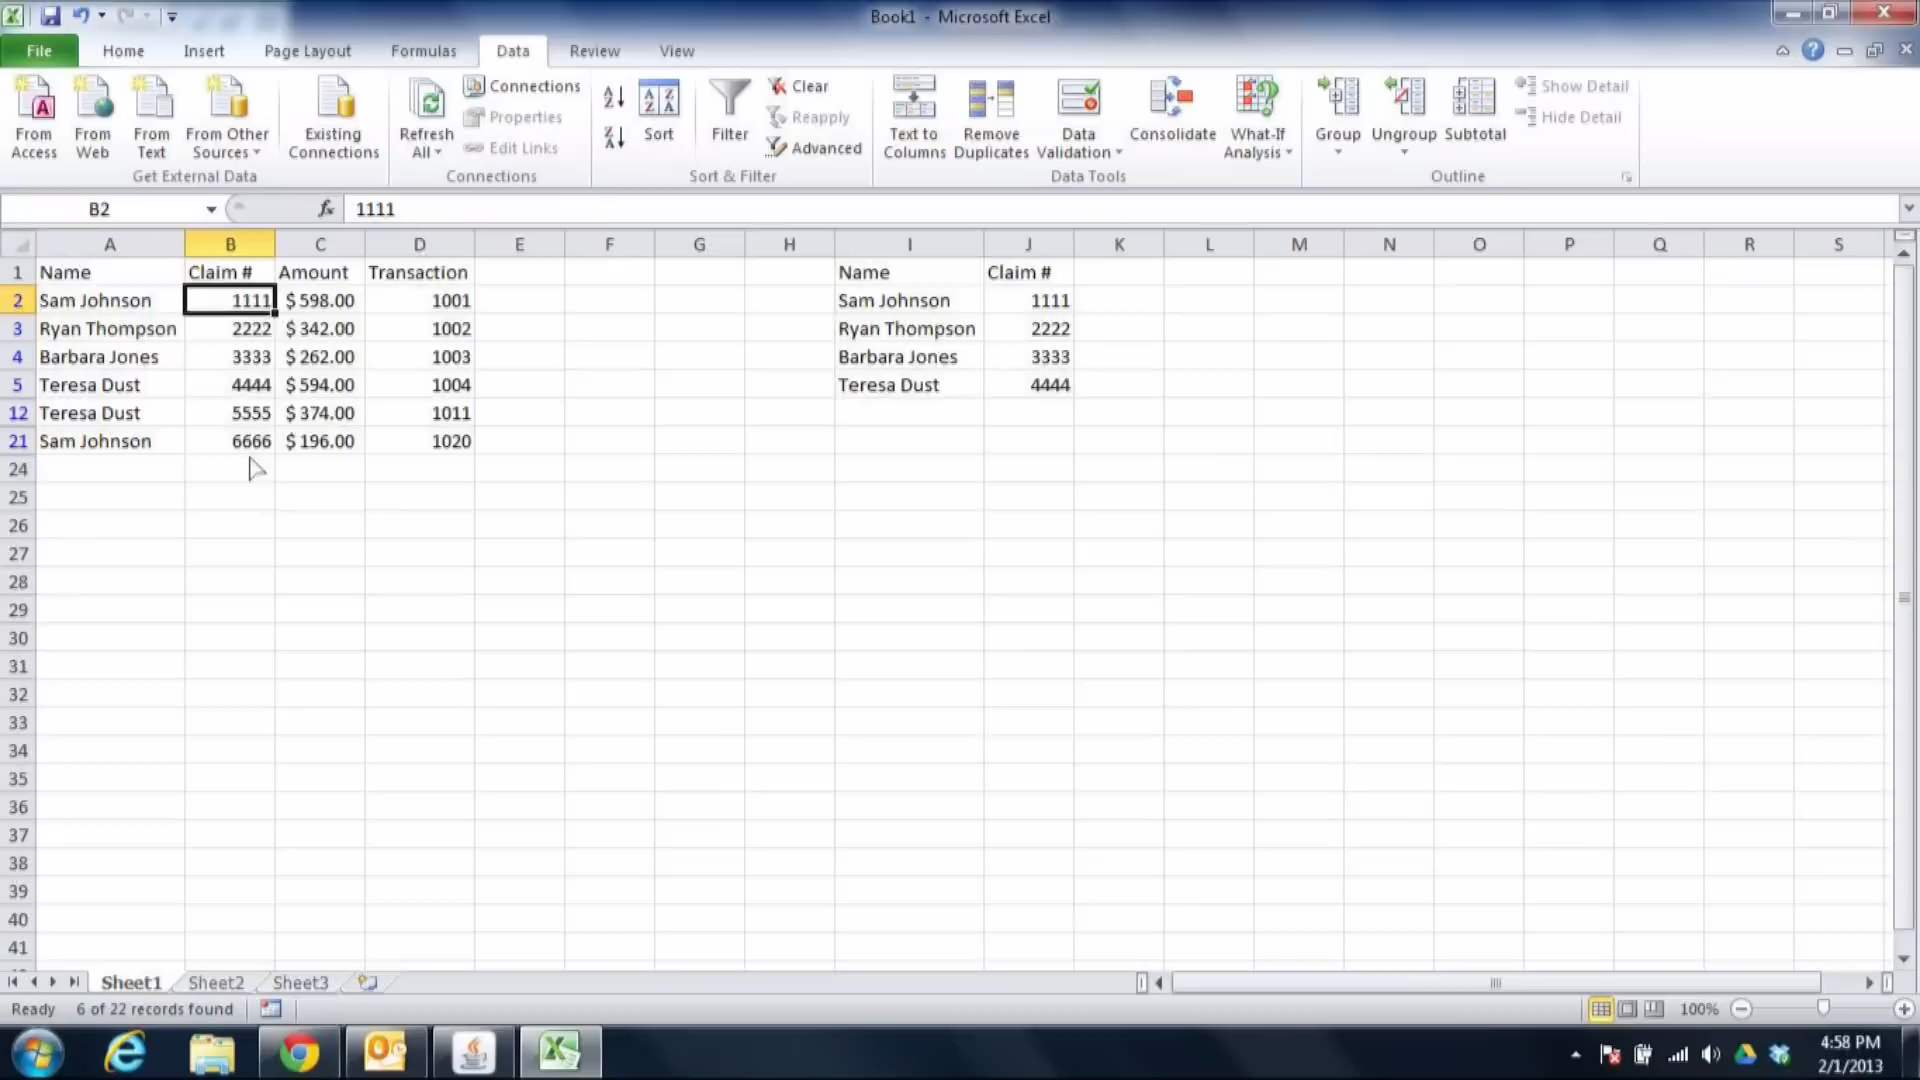 Book1 - Microsoft Excel
File Home Insert Page Layout Formulas Data Review View
From Access
From Web
From Text
From Other Sources
Existing Connections
Get External Data
Refresh All
Connections
Properties
Edit Links
Connections
Sort
Filter
Clear
Reapply
Advanced
Sort & Filter
Text to Columns
Remove Duplicates
Data Validation
Consolidate
What-If Analysis
Data Tools
Group
Ungroup
Subtotal
Show Detail
Hide Detail
Outline
B2 fx 1111
A B C D E F G H I J K L M N O P Q R S
1 Name Claim # Amount Transaction Name Claim #
2 Sam Johnson 1111 $ 598.00 1001 Sam Johnson 1111
3 Ryan Thompson 2222 $ 342.00 1002 Ryan Thompson 2222
4 Barbara Jones 3333 $ 262.00 1003 Barbara Jones 3333
5 Teresa Dust 4444 $ 594.00 1004 Teresa Dust 4444
12 Teresa Dust 5555 $ 374.00 1011
21 Sam Johnson 6666 $ 196.00 1020
24
25
26
27
28
29
30
31
32
33
34
35
36
37
38
39
40
41
Sheet1 Sheet2 Sheet3
Ready 6 of 22 records found 100%
4:58 PM
2/1/2013